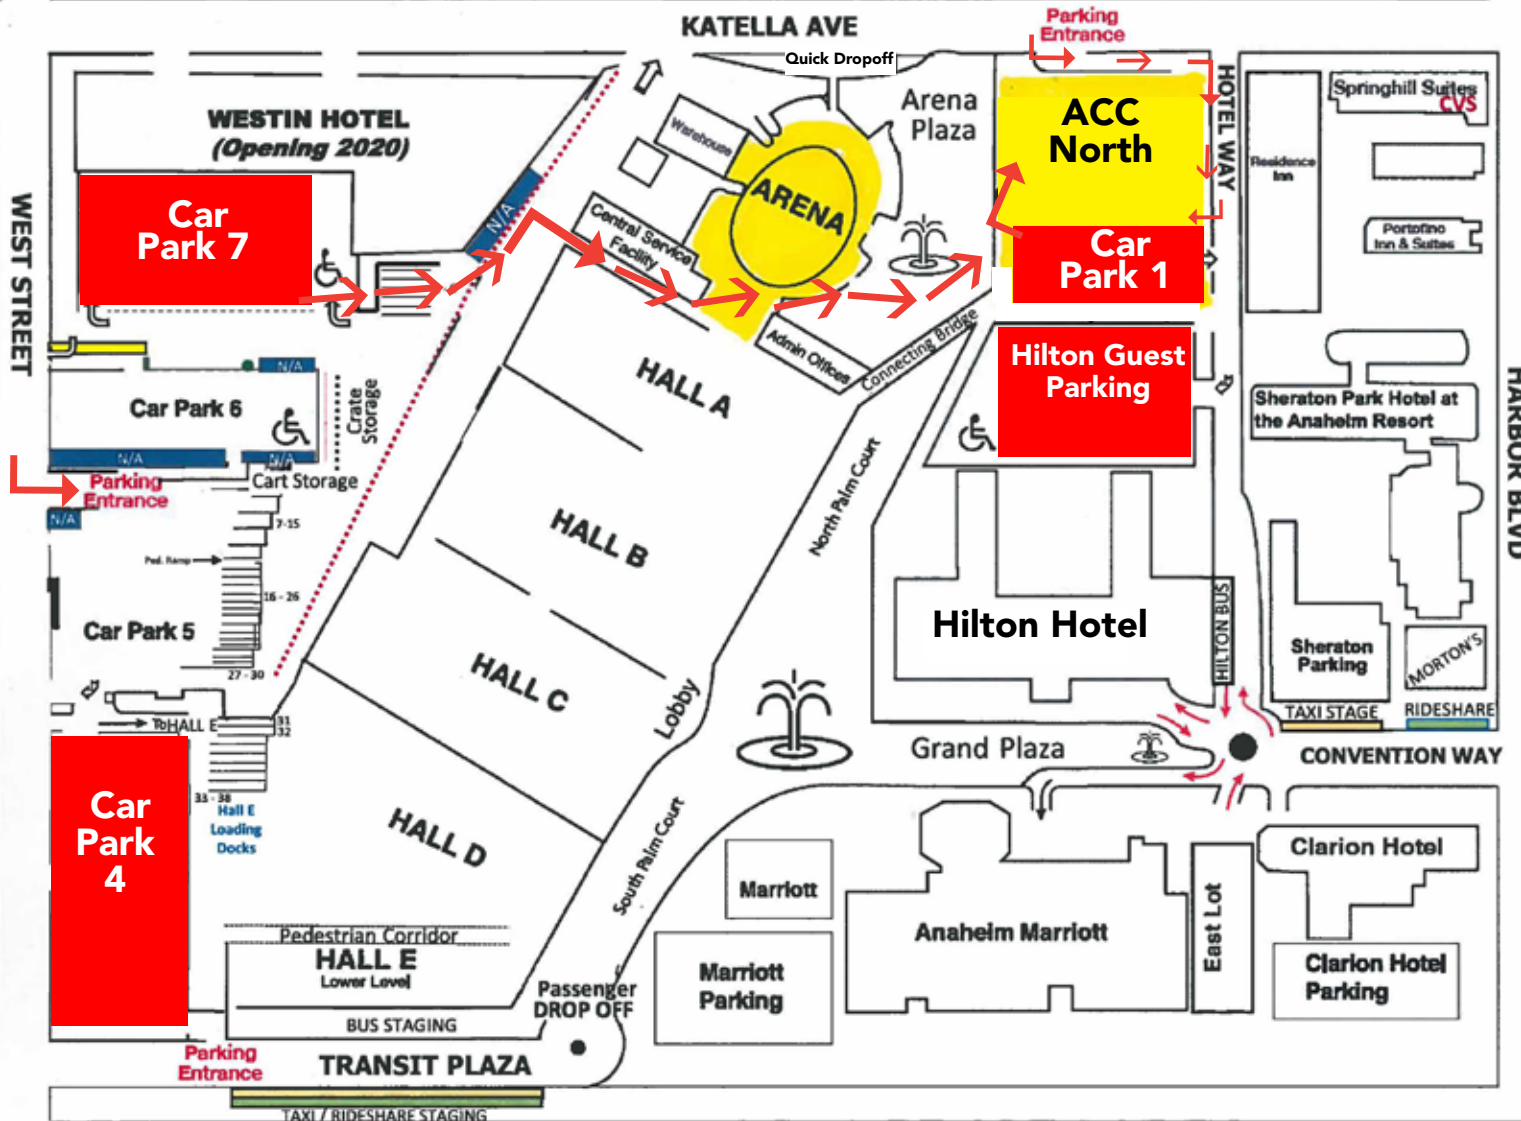 KATELLA AVE
Parking
Entrance
Quick Dropoff
WESTIN HOTEL
(Opening 2020)
Warehouse
Arena
Plaza
ACC
North
HOTEL WAY
Springhill Suites
CVS
Residence
Inn
ARENA
Car
Park 7
N/A
Central Service
Facility
WEST STREET
Portofino
Inn & Suites
Car
Park 1
Admin Offices
Connecting Bridge
Hilton Guest
Parking
N/A
Car Park 6
Crate
Storage
HALL A
Sheraton Park Hotel at
the Anaheim Resort
HARBOR BLVD
N/A
N/A
Parking
Entrance
Cart Storage
N/A
7-15
North Palm Court
HALL B
Ped. Ramp
16 - 26
Car Park 5
27 - 30
HILTON BUS
Hilton Hotel
Sheraton
Parking
MORTON'S
HALL C
Lobby
To HALL E
31
32
TAXI STAGE
RIDESHARE
Grand Plaza
CONVENTION WAY
Car
Park
4
33 - 38
Hall E
Loading
Docks
HALL D
South Palm Court
Marriott
Clarion Hotel
Anaheim Marriott
East Lot
Pedestrian Corridor
HALL E
Lower Level
Marriott
Parking
Clarion Hotel
Parking
Passenger
DROP OFF
BUS STAGING
Parking
Entrance
TRANSIT PLAZA
TAXI / RIDESHARE STAGING